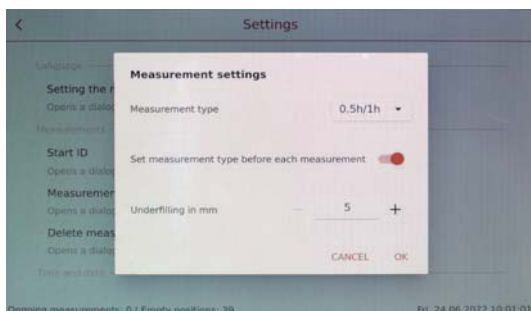 Settings
Language
Setting the
Opens a dialog
Measurements
Start ID
Opens a dialog
Measuremen
Opens a dialog
Delete meas
Opens a dialog
Time and date
Measurement settings
Measurement type 0.5h/1h
Set measurement type before each measurement
Underfilling in mm − 5 +
CANCEL OK
Ongoing measurements: 0 | Empty positions: 39 Fri, 24.06.2022 10:01:01